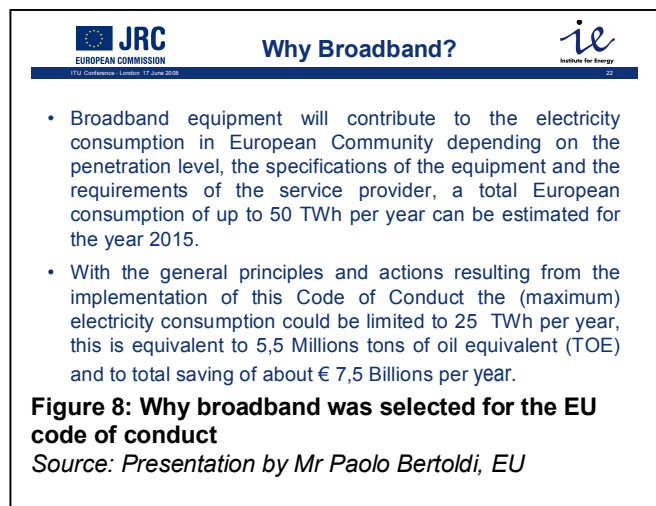 JRC
EUROPEAN COMMISSION
Why Broadband?
ie
Institute for Energy
ITU Conference - London 17 June 2008
22
• Broadband equipment will contribute to the electricity
consumption in European Community depending on the
penetration level, the specifications of the equipment and the
requirements of the service provider, a total European
consumption of up to 50 TWh per year can be estimated for
the year 2015.
• With the general principles and actions resulting from the
implementation of this Code of Conduct the (maximum)
electricity consumption could be limited to 25 TWh per year,
this is equivalent to 5,5 Millions tons of oil equivalent (TOE)
and to total saving of about € 7,5 Billions per year.
Figure 8: Why broadband was selected for the EU
code of conduct
Source: Presentation by Mr Paolo Bertoldi, EU